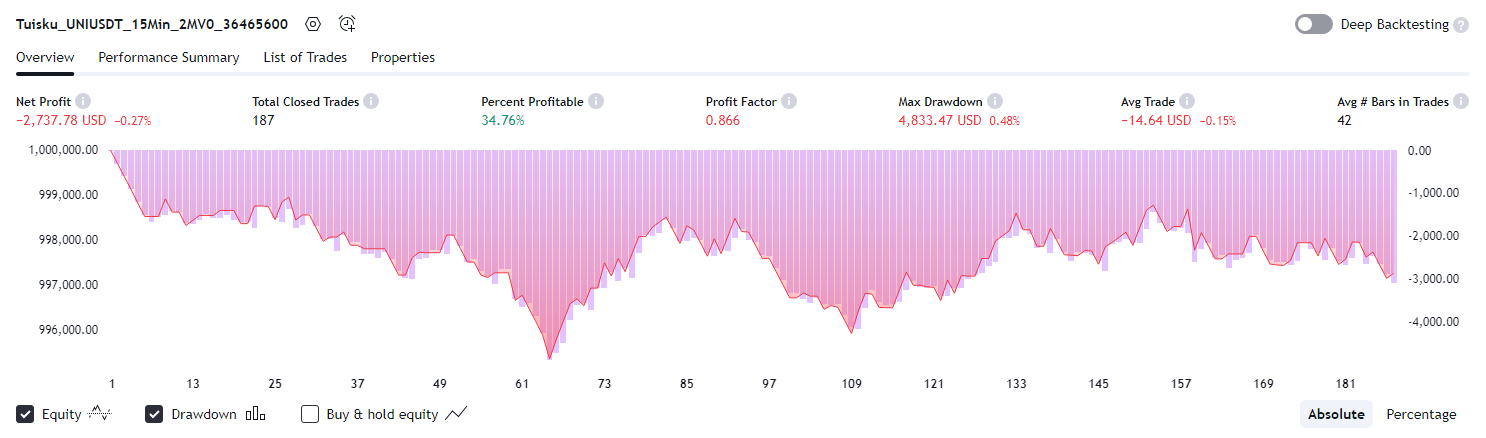 Tuisku_UNIUSDT_15Min_2MV0_36465600 Deep Backtesting ?
Overview Performance Summary List of Trades Properties
Net Profit i Total Closed Trades i Percent Profitable i Profit Factor i Max Drawdown i Avg Trade i Avg # Bars in Trades i
−2,737.78 USD −0.27% 187 34.76% 0.866 4,833.47 USD 0.48% −14.64 USD −0.15% 42
1,000,000.00 0.00
999,000.00 -1,000.00
998,000.00 -2,000.00
997,000.00 -3,000.00
996,000.00 -4,000.00
1 13 25 37 49 61 73 85 97 109 121 133 145 157 169 181
Equity Drawdown Buy & hold equity Absolute Percentage